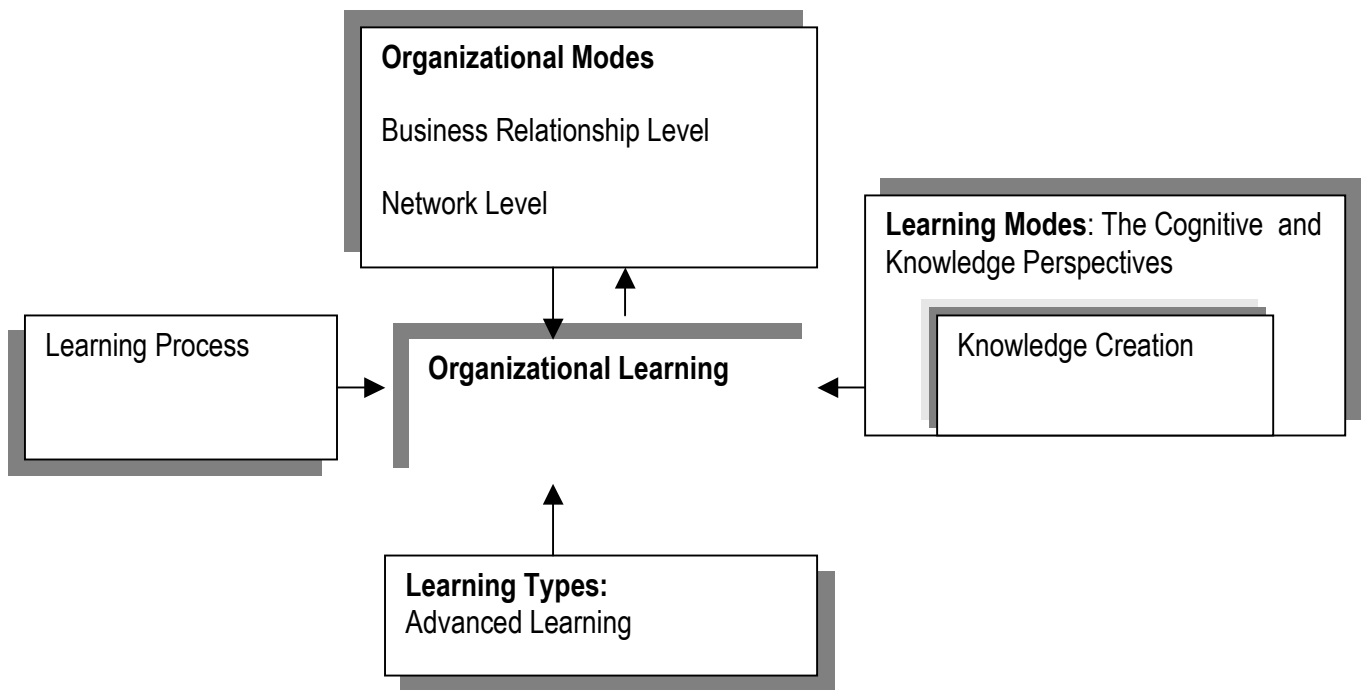 Organizational Modes
Business Relationship Level
Network Level
Learning Modes: The Cognitive and
Knowledge Perspectives
Knowledge Creation
Learning Process
Organizational Learning
Learning Types:
Advanced Learning